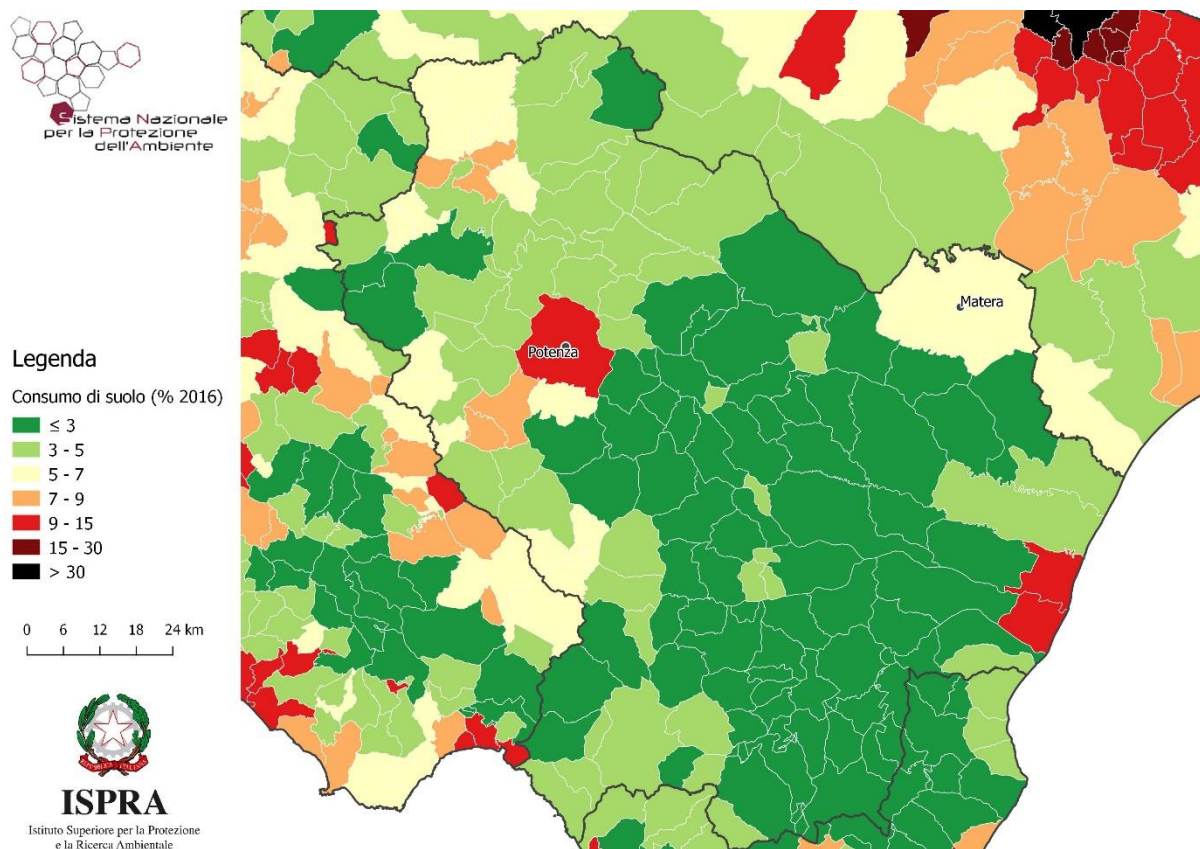 Sistema Nazionale
per la Protezione
dell'Ambiente
Legenda
Consumo di suolo (% 2016)
≤ 3
3 - 5
5 - 7
7 - 9
9 - 15
15 - 30
> 30
0 6 12 18 24 km
ISPRA
Istituto Superiore per la Protezione
e la Ricerca Ambientale
Potenza
Matera